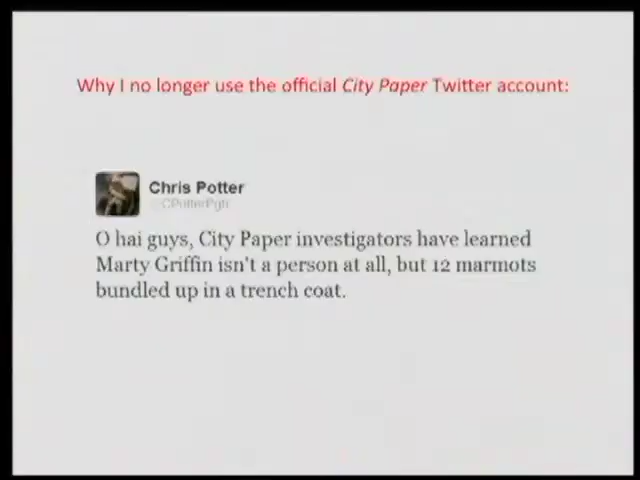 Why I no longer use the official City Paper Twitter account:
Chris Potter
@CPotterPgh
O hai guys, City Paper investigators have learned
Marty Griffin isn't a person at all, but 12 marmots
bundled up in a trench coat.